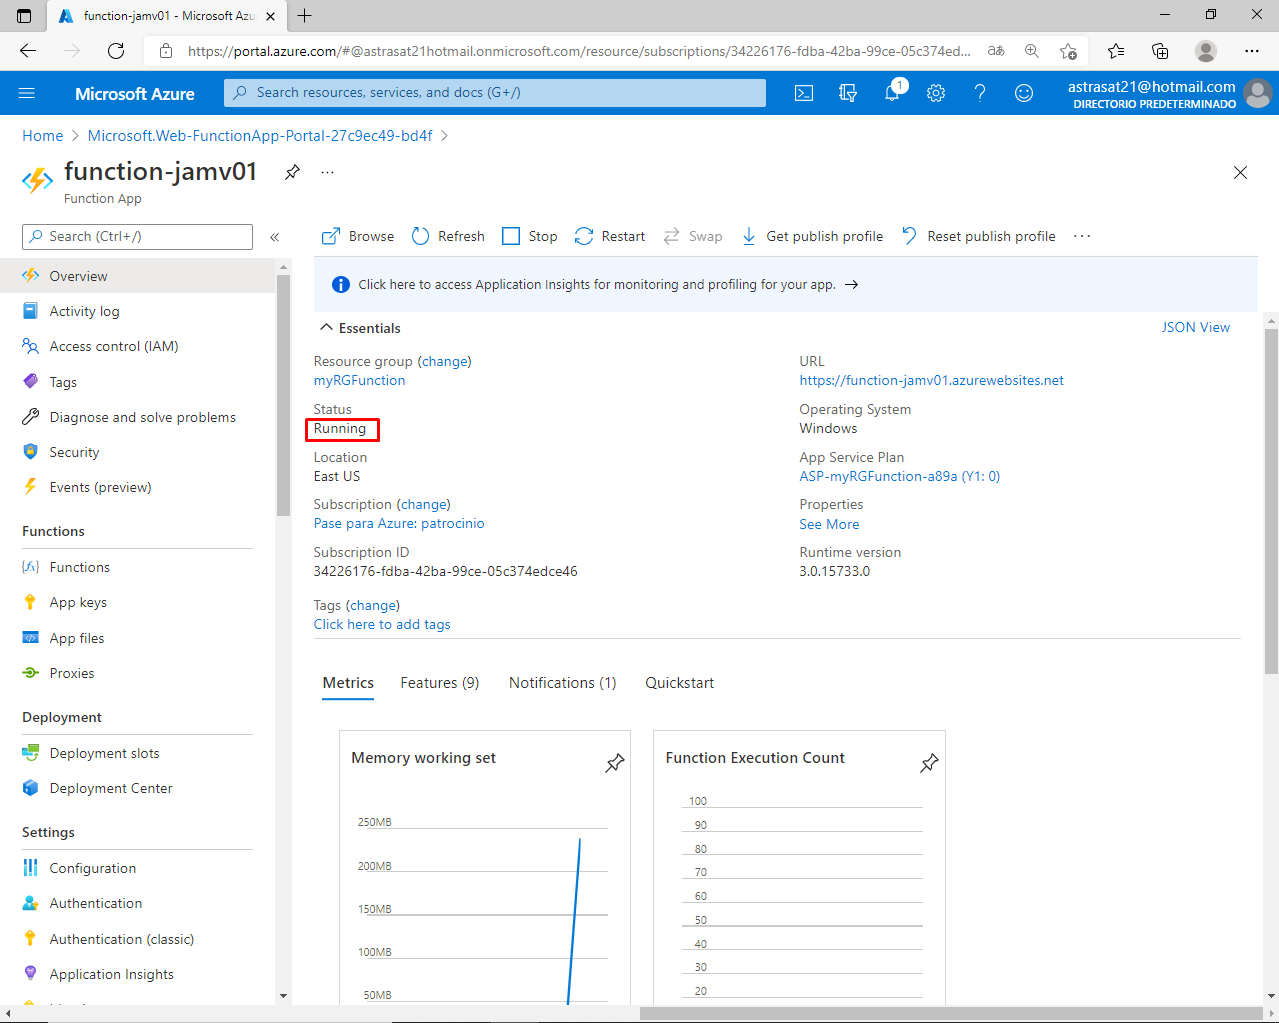 function-jamv01 - Microsoft Azu
https://portal.azure.com/#@astrasat21hotmail.onmicrosoft.com/resource/subscriptions/34226176-fdba-42ba-99ce-05c374ed...
Microsoft Azure
Search resources, services, and docs (G+/)
1
astrasat21@hotmail.com
DIRECTORIO PREDETERMINADO
Home > Microsoft.Web-FunctionApp-Portal-27c9ec49-bd4f >
function-jamv01
Function App
Search (Ctrl+/)
Overview
Activity log
Access control (IAM)
Tags
Diagnose and solve problems
Security
Events (preview)
Functions
Functions
App keys
App files
Proxies
Deployment
Deployment slots
Deployment Center
Settings
Configuration
Authentication
Authentication (classic)
Application Insights
Browse Refresh Stop Restart Swap Get publish profile Reset publish profile ...
Click here to access Application Insights for monitoring and profiling for your app. →
Essentials
JSON View
Resource group (change)
myRGFunction
Status
Running
Location
East US
Subscription (change)
Pase para Azure: patrocinio
Subscription ID
34226176-fdba-42ba-99ce-05c374edce46
Tags (change)
Click here to add tags
URL
https://function-jamv01.azurewebsites.net
Operating System
Windows
App Service Plan
ASP-myRGFunction-a89a (Y1: 0)
Properties
See More
Runtime version
3.0.15733.0
Metrics Features (9) Notifications (1) Quickstart
Memory working set
250MB
200MB
150MB
100MB
50MB
Function Execution Count
100
90
80
70
60
50
40
30
20